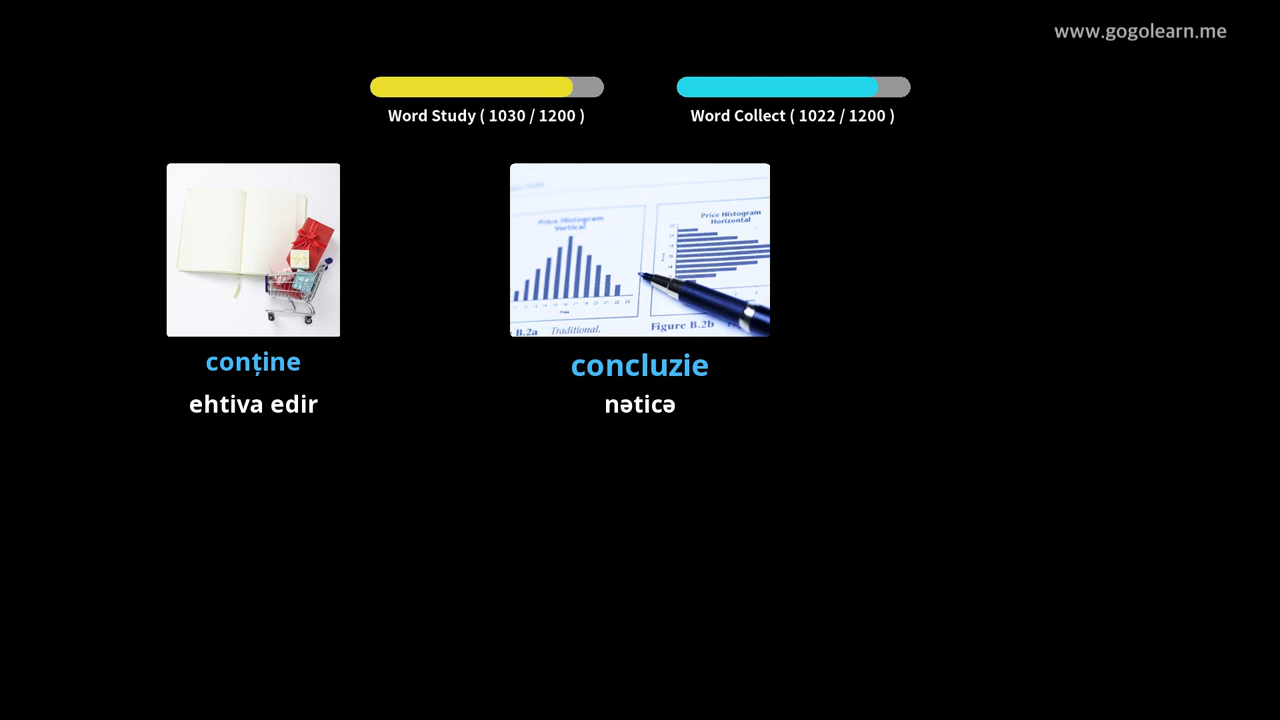 www.gogolearn.me
Word Study ( 1030 / 1200 )
Word Collect ( 1022 / 1200 )
Price Histogram
Vertical
Price Histogram
Horizontal
B.2a Traditional.
Figure B.2b
conține
concluzie
ehtiva edir
nəticə